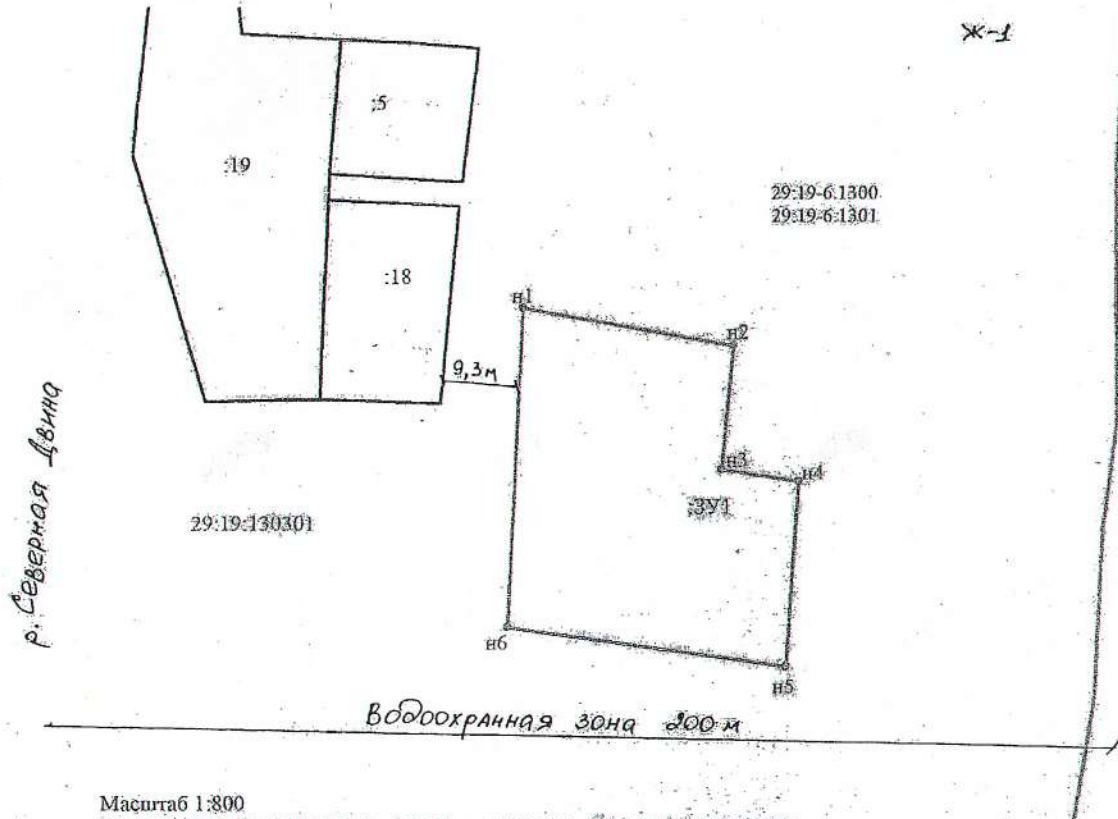 Ж-1
:5
:19
29:19-6.1300
29:19-6.1301
:18
н1
н2
9,3м
н3
н4
:ЗУ1
29:19:130301
р. Северная Двина
н6
н5
Водоохранная зона 200 м
Масштаб 1:800